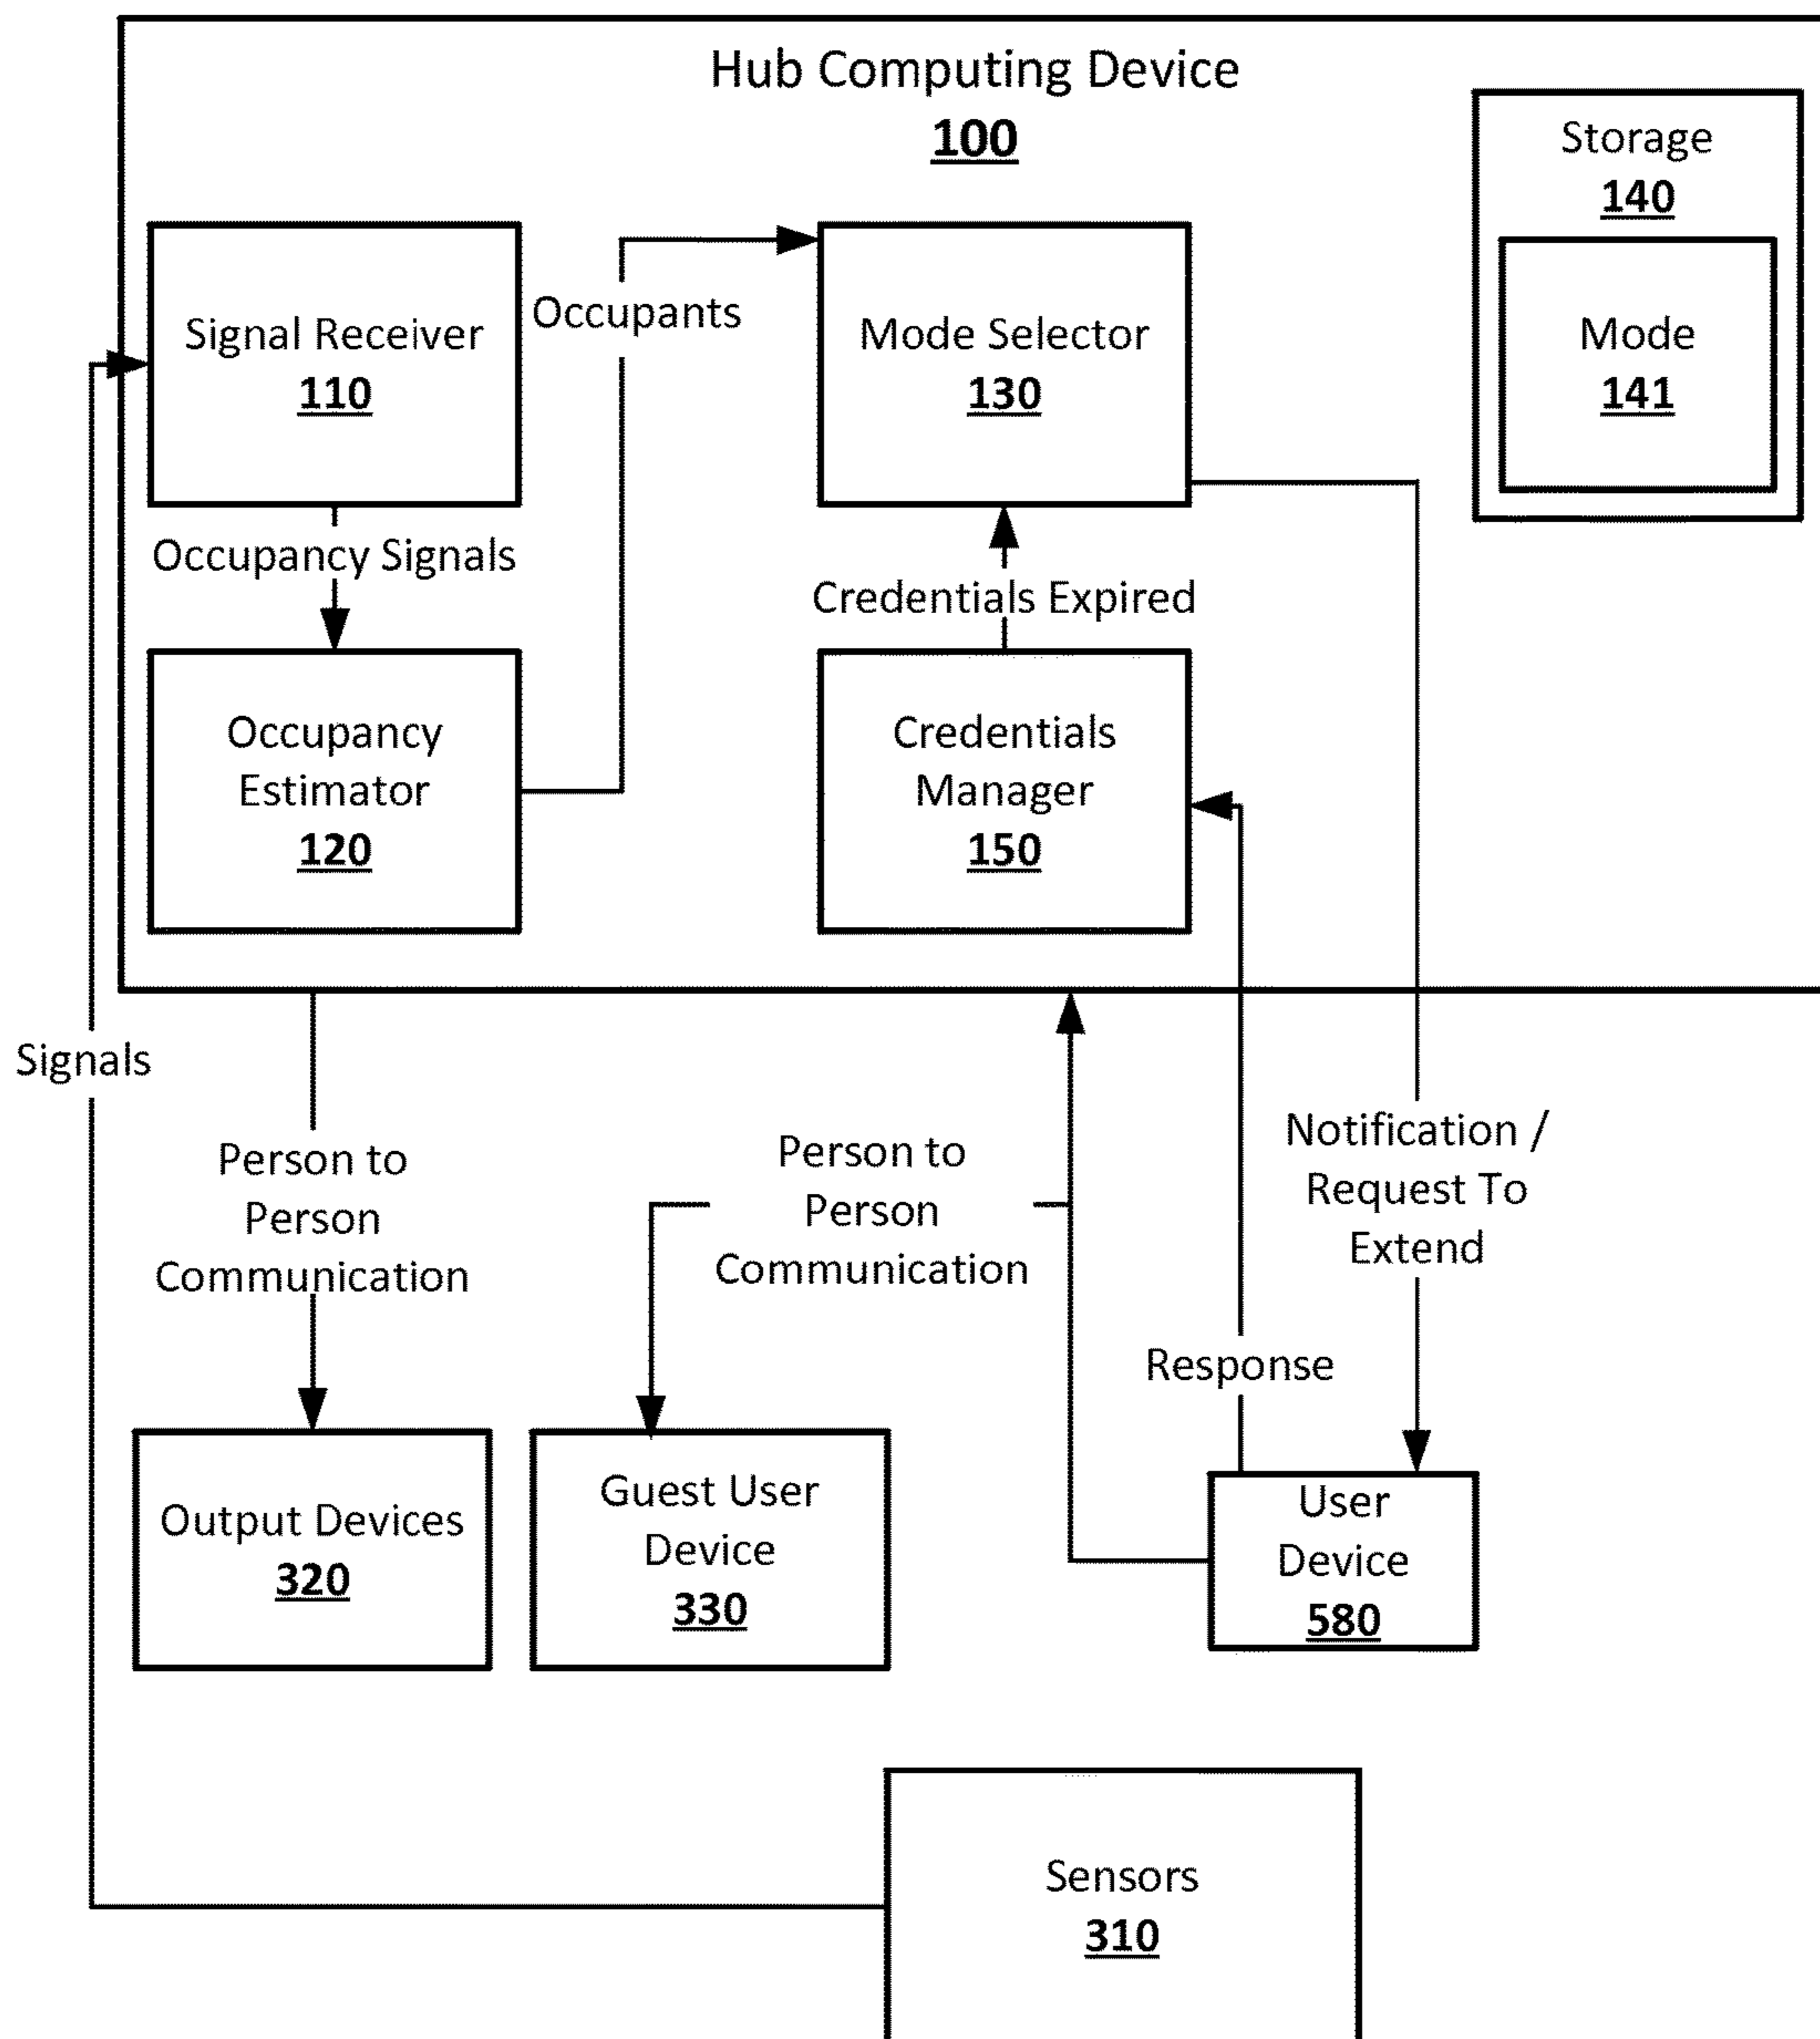 Hub Computing Device
100
Storage
140
Mode
141
Signal Receiver
110
Occupants
Mode Selector
130
Occupancy Signals
Credentials Expired
Occupancy
Estimator
120
Credentials
Manager
150
Signals
Person to
Person
Communication
Person to
Person
Communication
Notification /
Request To
Extend
Response
Output Devices
320
Guest User
Device
330
User
Device
580
Sensors
310